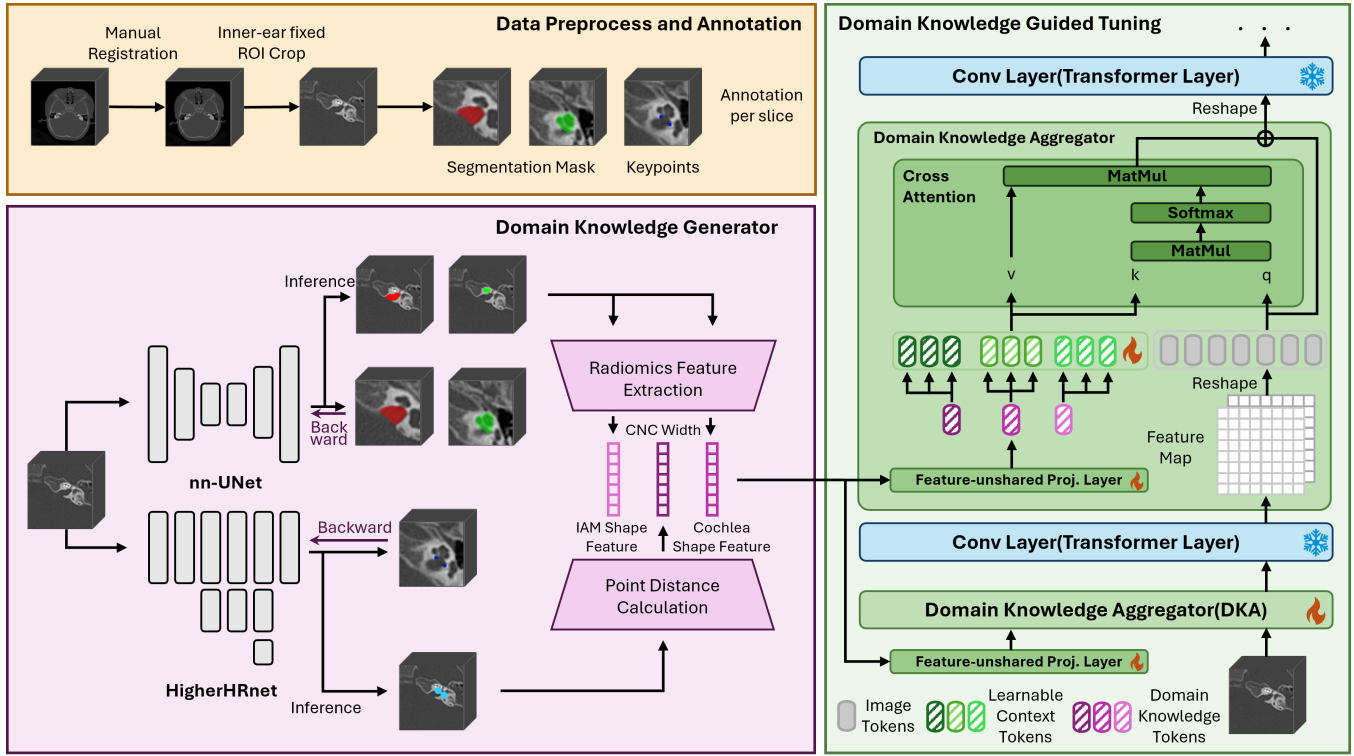 Data Preprocess and Annotation
Manual
Registration
Inner-ear fixed
ROI Crop
Annotation
per slice
Segmentation Mask
Keypoints
Domain Knowledge Generator
Inference
Back
ward
nn-UNet
Backward
HigherHRnet
Inference
Radiomics Feature
Extraction
CNC Width
IAM Shape
Feature
Cochlea
Shape Feature
Point Distance
Calculation
Domain Knowledge Guided Tuning
. . .
Conv Layer(Transformer Layer)
Reshape
Domain Knowledge Aggregator
Cross
Attention
MatMul
Softmax
MatMul
v
k
q
Reshape
Feature
Map
Feature-unshared Proj. Layer
Conv Layer(Transformer Layer)
Domain Knowledge Aggregator(DKA)
Feature-unshared Proj. Layer
Image
Tokens
Learnable
Context
Tokens
Domain
Knowledge
Tokens